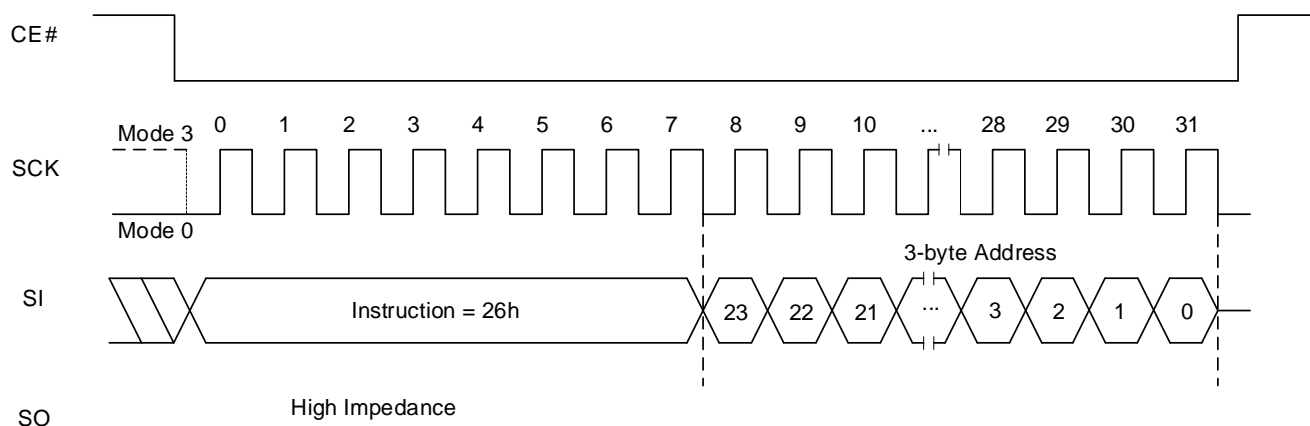 CE#
Mode 3 0 1 2 3 4 5 6 7 8 9 10 ... 28 29 30 31
SCK
Mode 0
3-byte Address
SI Instruction = 26h 23 22 21 ... 3 2 1 0
High Impedance
SO